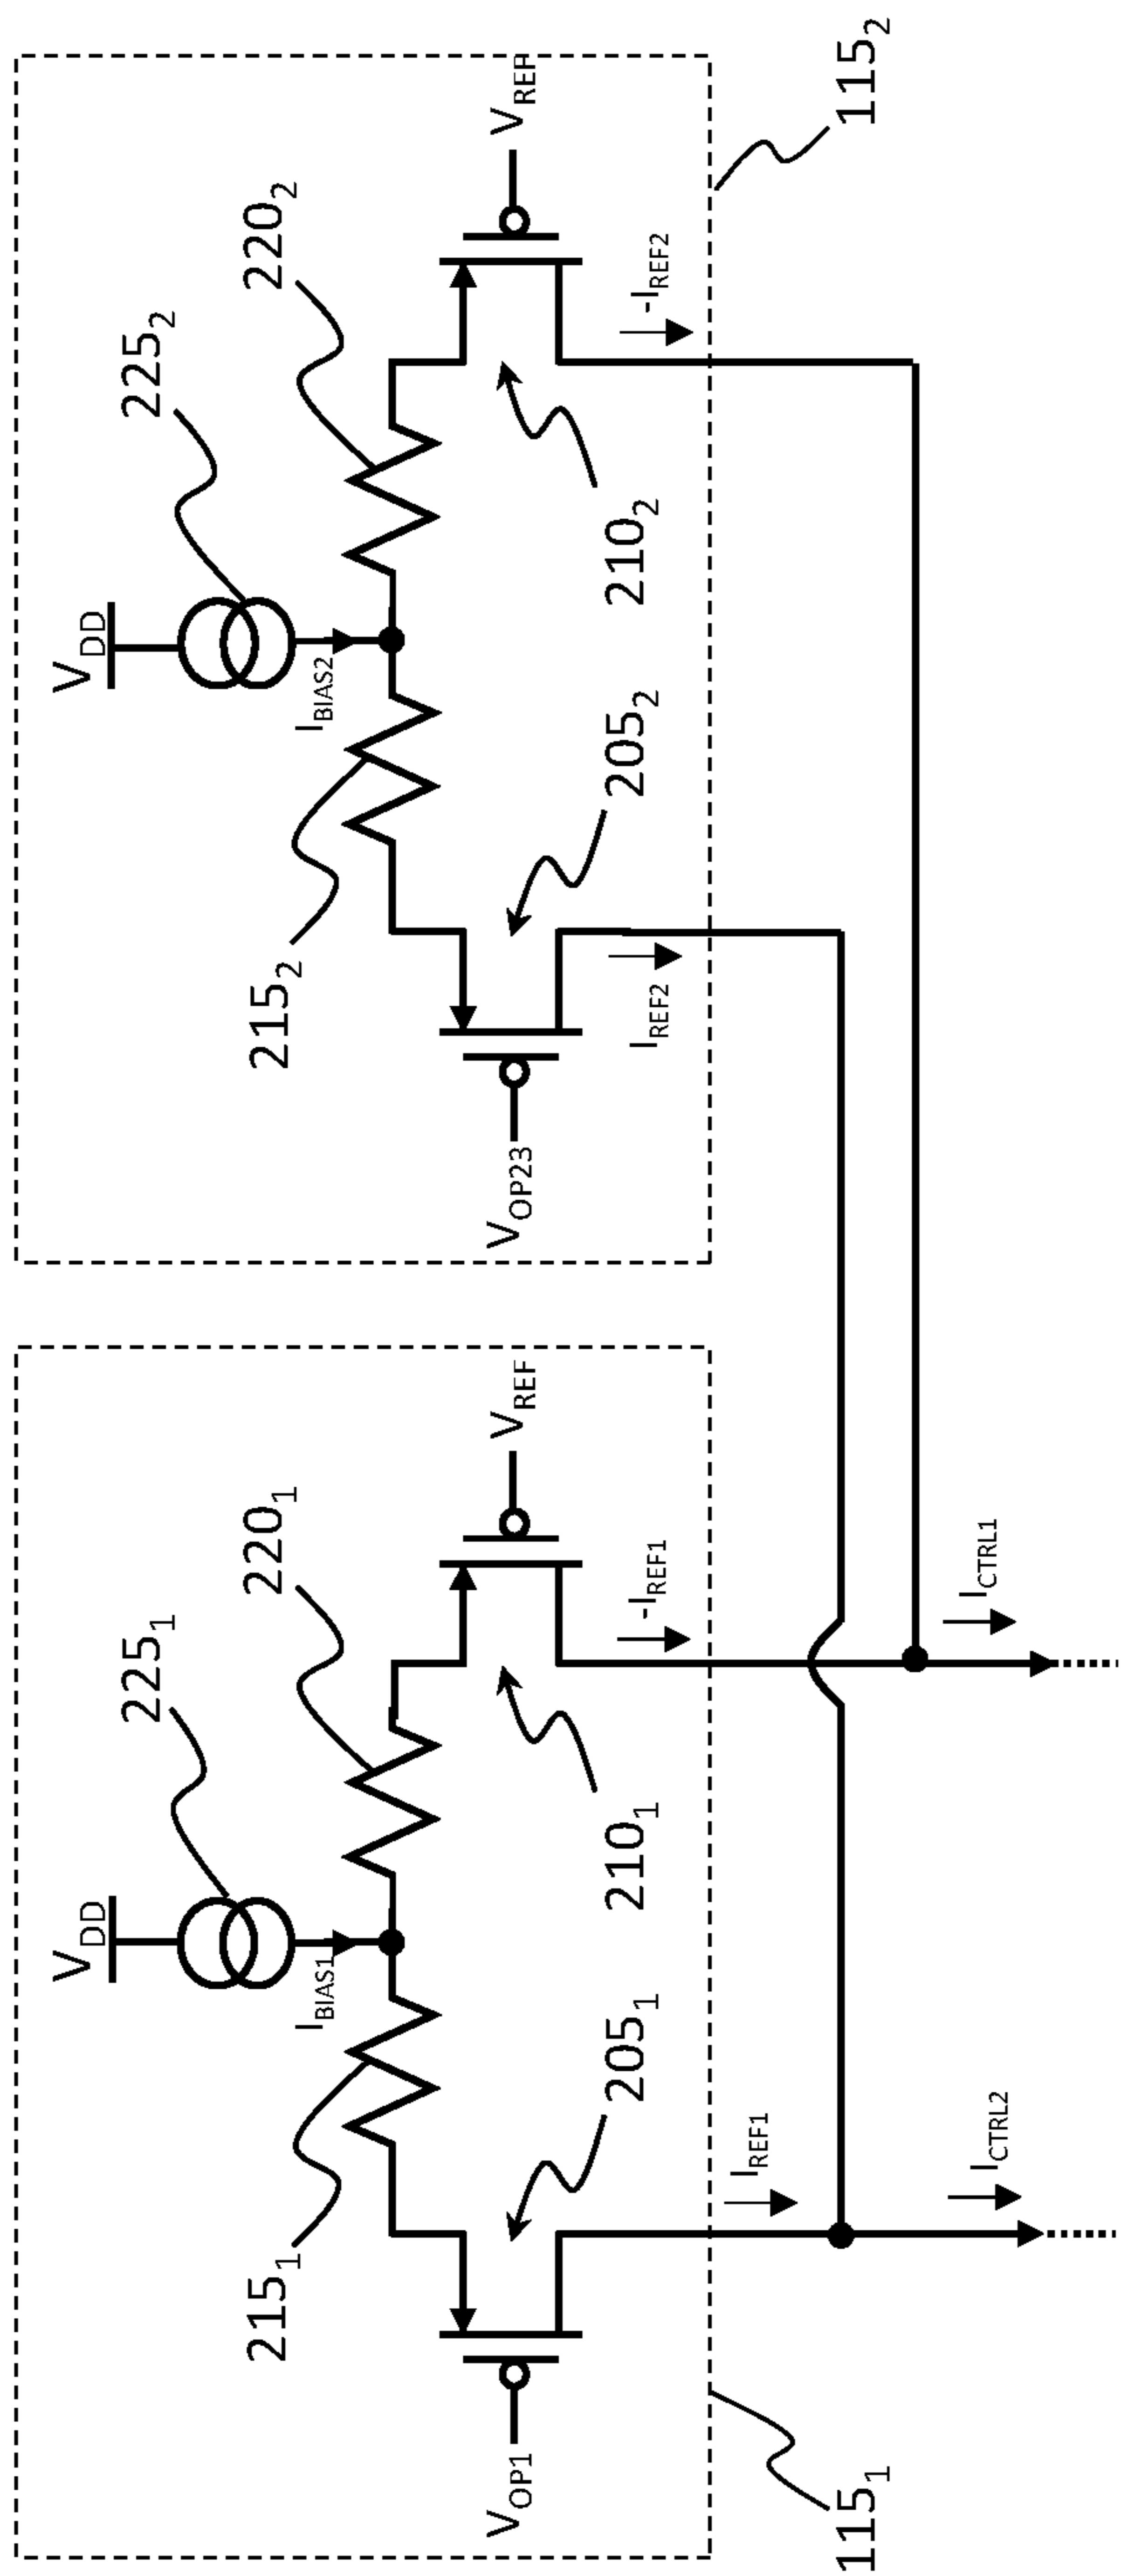 V_DD
225_1
V_DD
225_2
I_BIAS1
I_BIAS2
215_1
220_1
215_2
220_2
V_OP1
V_REF
V_OP23
V_REF
205_1
210_1
205_2
210_2
I_REF1
-I_REF1
I_REF2
-I_REF2
115_1
115_2
I_CTRL2
I_CTRL1